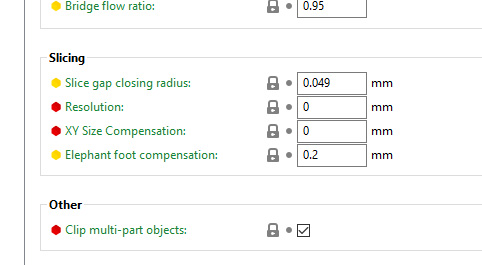 Bridge flow ratio: 0.95
Slicing
Slice gap closing radius: 0.049 mm
Resolution: 0 mm
XY Size Compensation: 0 mm
Elephant foot compensation: 0.2 mm
Other
Clip multi-part objects: